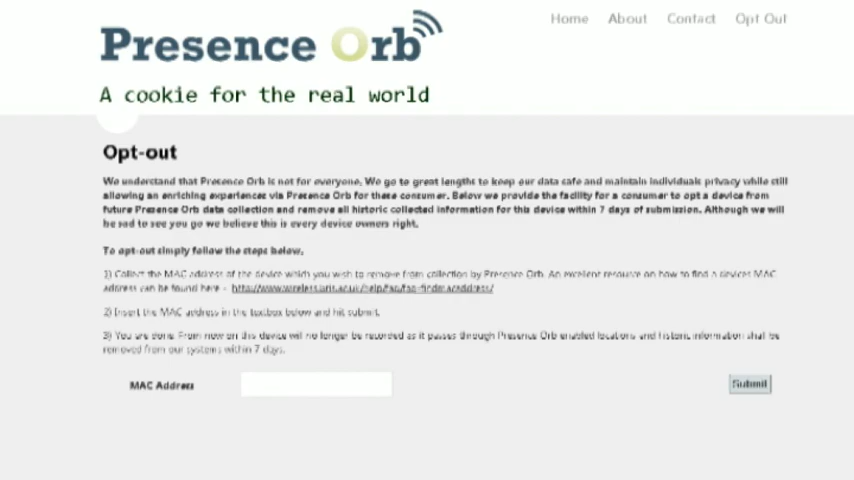 Home About Contact Opt Out
Presence Orb
A cookie for the real world
Opt-out
We understand that Presence Orb is not for everyone. We go to great lengths to keep our data safe and maintain individuals privacy while still
allowing an enriching experiences via Presence Orb for these consumer. Below we provide the facility for a consumer to opt a device from
future Presence Orb data collection and remove all historic collected information for this device within 7 days of submission. Although we will
be sad to see you go we believe this is every device owners right.
To opt-out simply follow the steps below.
1) Collect the MAC address of the device which you wish to remove from collection by Presence Orb. An excellent resource on how to find a devices MAC
address can be found here -
2) Insert the MAC address in the textbox below and hit submit.
3) You are done. From now on this device will no longer be recorded as it passes through Presence Orb enabled locations and historic information shall be
removed from our systems within 7 days.
MAC Address Submit